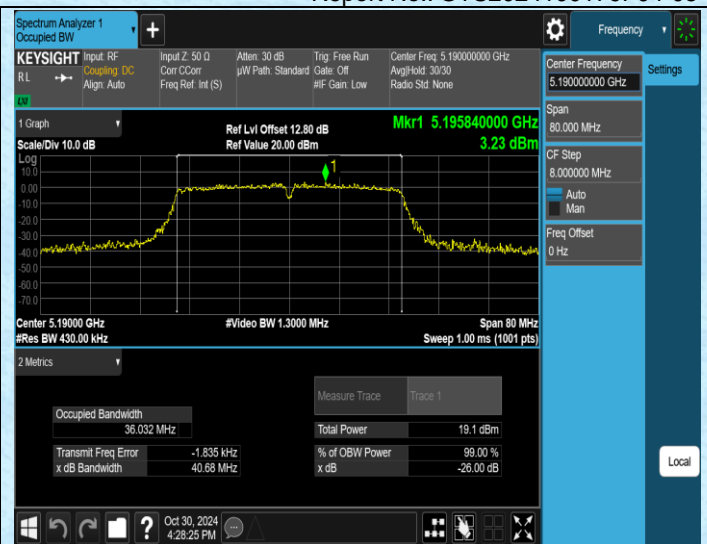 Spectrum Analyzer 1
Occupied BW
+
Frequency
KEYSIGHT
Input: RF
Coupling: DC
Align: Auto
Input Z: 50 Ω
Corr CCorr
Freq Ref: Int (S)
Atten: 30 dB
µW Path: Standard
Trig: Free Run
Gate: Off
#IF Gain: Low
Center Freq: 5.190000000 GHz
Avg|Hold: 30/30
Radio Std: None
R L
Center Frequency
5.190000000 GHz
Settings
Span
80.000 MHz
CF Step
8.000000 MHz
Auto
Man
Freq Offset
0 Hz
1 Graph
Scale/Div 10.0 dB
Ref Lvl Offset 12.80 dB
Ref Value 20.00 dBm
Mkr1 5.195840000 GHz
3.23 dBm
Log
10.0
0.00
-10.0
-20.0
-30.0
-40.0
-50.0
-60.0
-70.0
1
Center 5.19000 GHz
#Res BW 430.00 kHz
#Video BW 1.3000 MHz
Span 80 MHz
Sweep 1.00 ms (1001 pts)
2 Metrics
Measure Trace
Trace 1
Occupied Bandwidth
36.032 MHz
Total Power
19.1 dBm
Transmit Freq Error
-1.835 kHz
% of OBW Power
99.00 %
x dB Bandwidth
40.68 MHz
x dB
-26.00 dB
Local
?
Oct 30, 2024
4:28:25 PM